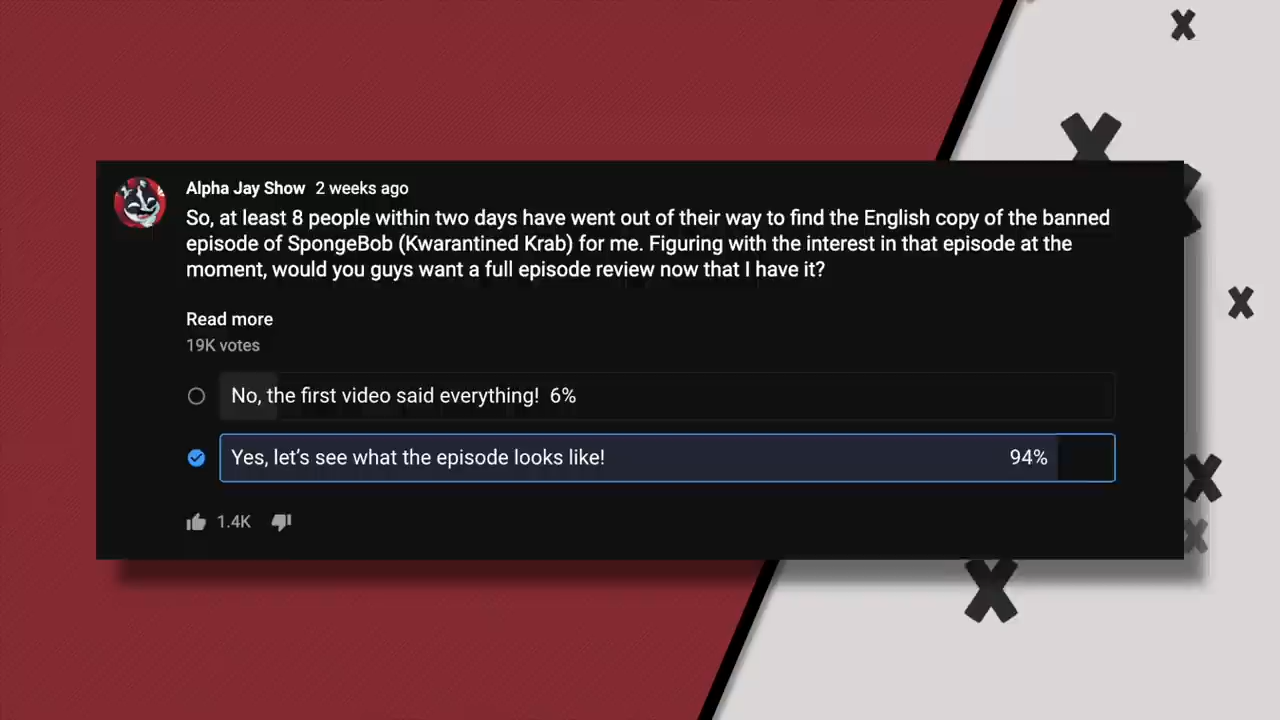 Alpha Jay Show 2 weeks ago
So, at least 8 people within two days have went out of their way to find the English copy of the banned
episode of SpongeBob (Kwarantined Krab) for me. Figuring with the interest in that episode at the
moment, would you guys want a full episode review now that I have it?
Read more
19K votes
No, the first video said everything! 6%
Yes, let’s see what the episode looks like! 94%
1.4K